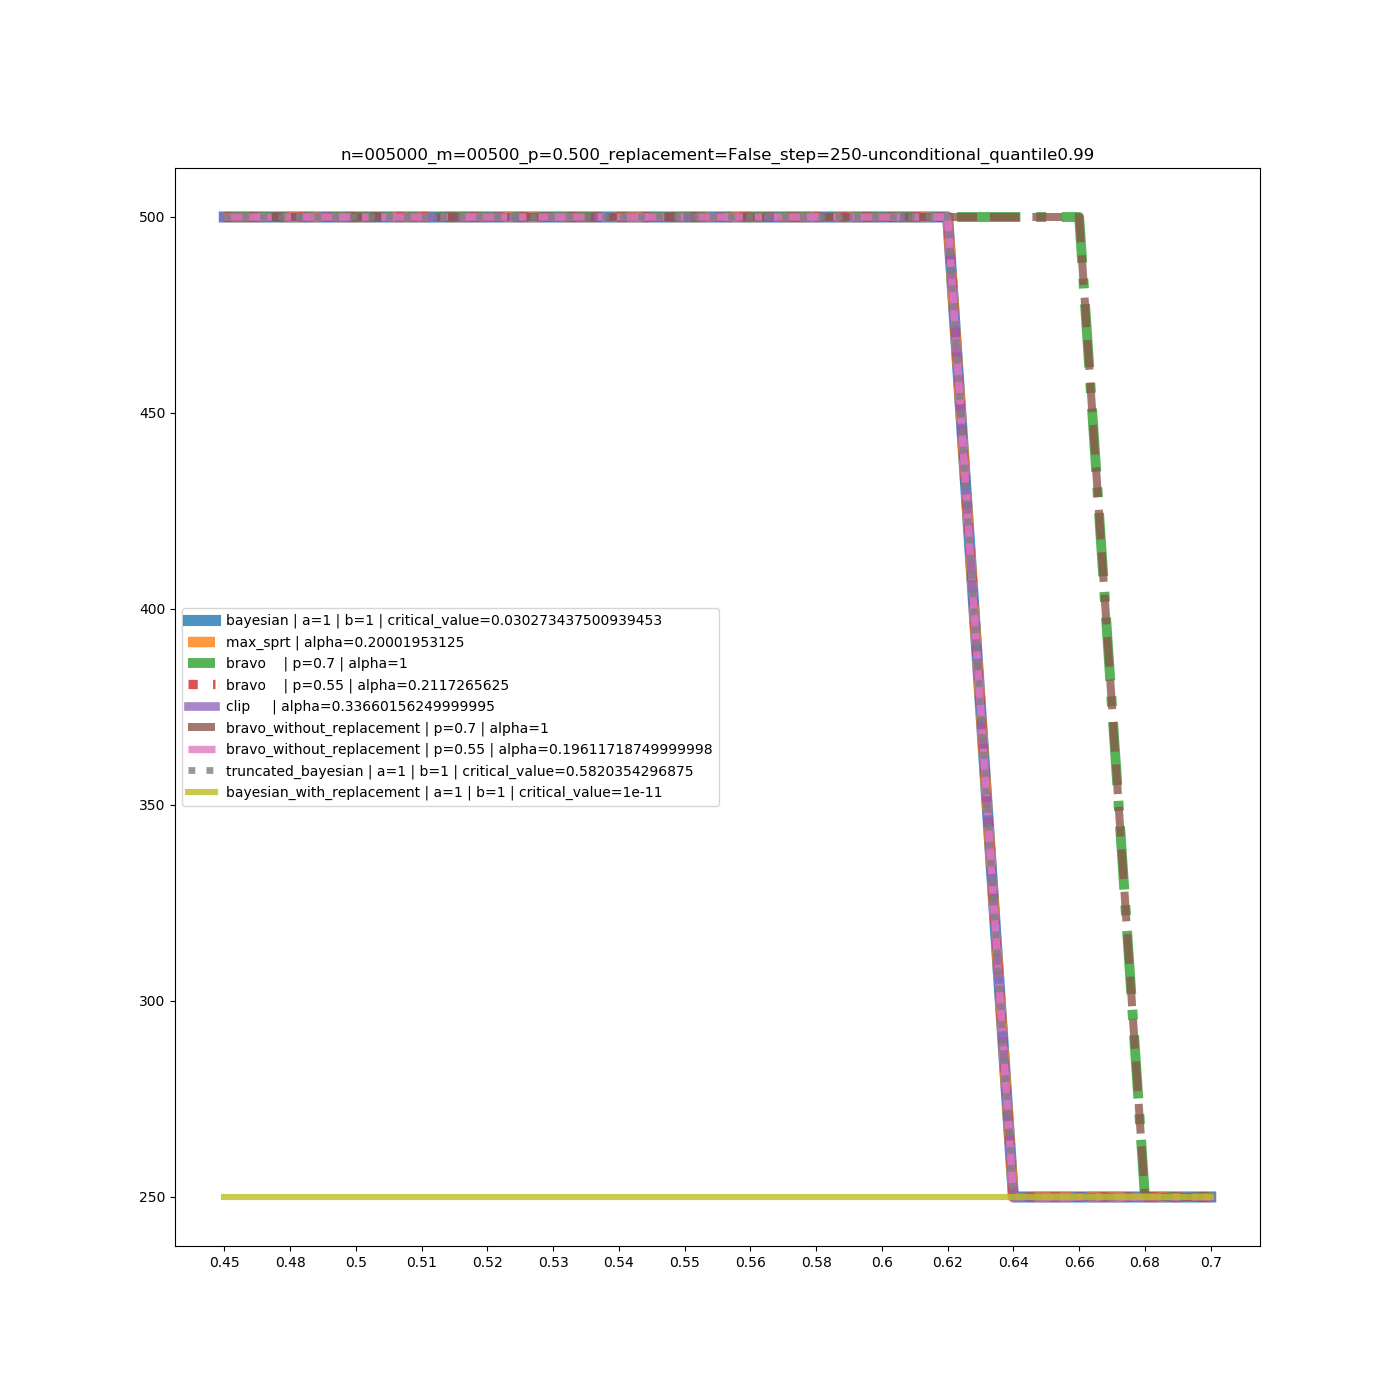 n=005000_m=00500_p=0.500_replacement=False_step=250-unconditional_quantile0.99
500
450
400
350
300
250
bayesian | a=1 | b=1 | critical_value=0.030273437500939453
max_sprt | alpha=0.20001953125
bravo    | p=0.7 | alpha=1
bravo    | p=0.55 | alpha=0.2117265625
clip     | alpha=0.33660156249999995
bravo_without_replacement | p=0.7 | alpha=1
bravo_without_replacement | p=0.55 | alpha=0.19611718749999998
truncated_bayesian | a=1 | b=1 | critical_value=0.5820354296875
bayesian_with_replacement | a=1 | b=1 | critical_value=1e-11
0.45 0.48 0.5 0.51 0.52 0.53 0.54 0.55 0.56 0.58 0.6 0.62 0.64 0.66 0.68 0.7